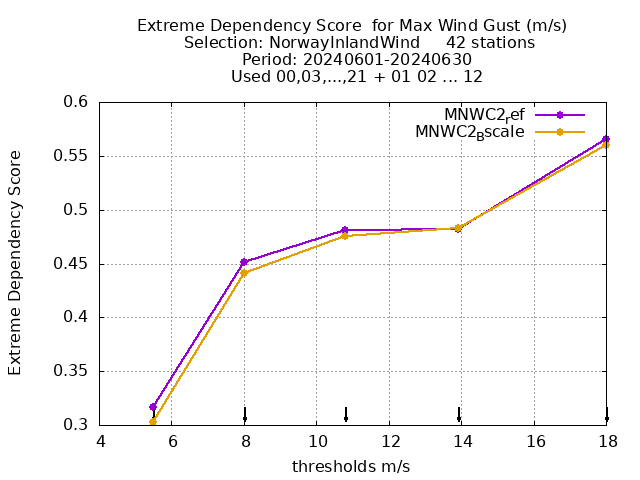 Extreme Dependency Score  for Max Wind Gust (m/s)
Selection: NorwayInlandWind     42 stations
Period: 20240601-20240630
Used 00,03,...,21 + 01 02 ... 12
MNWC2ref
MNWC2Bscale
Extreme Dependency Score
0.6
0.55
0.5
0.45
0.4
0.35
0.3
4 6 8 10 12 14 16 18
thresholds m/s